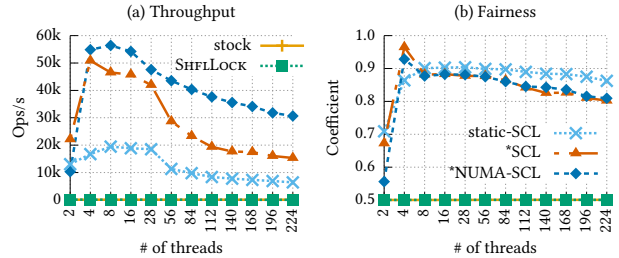 (a) Throughput
60k
50k
40k
30k
20k
10k
0
Ops/s
stock
SHFLLOCK
2
4
8
16
28
56
84
112
140
168
196
224
# of threads
(b) Fairness
1.0
0.9
0.8
0.7
0.6
0.5
Coefficient
static-SCL
*SCL
*NUMA-SCL
2
4
8
16
28
56
84
112
140
168
196
224
# of threads